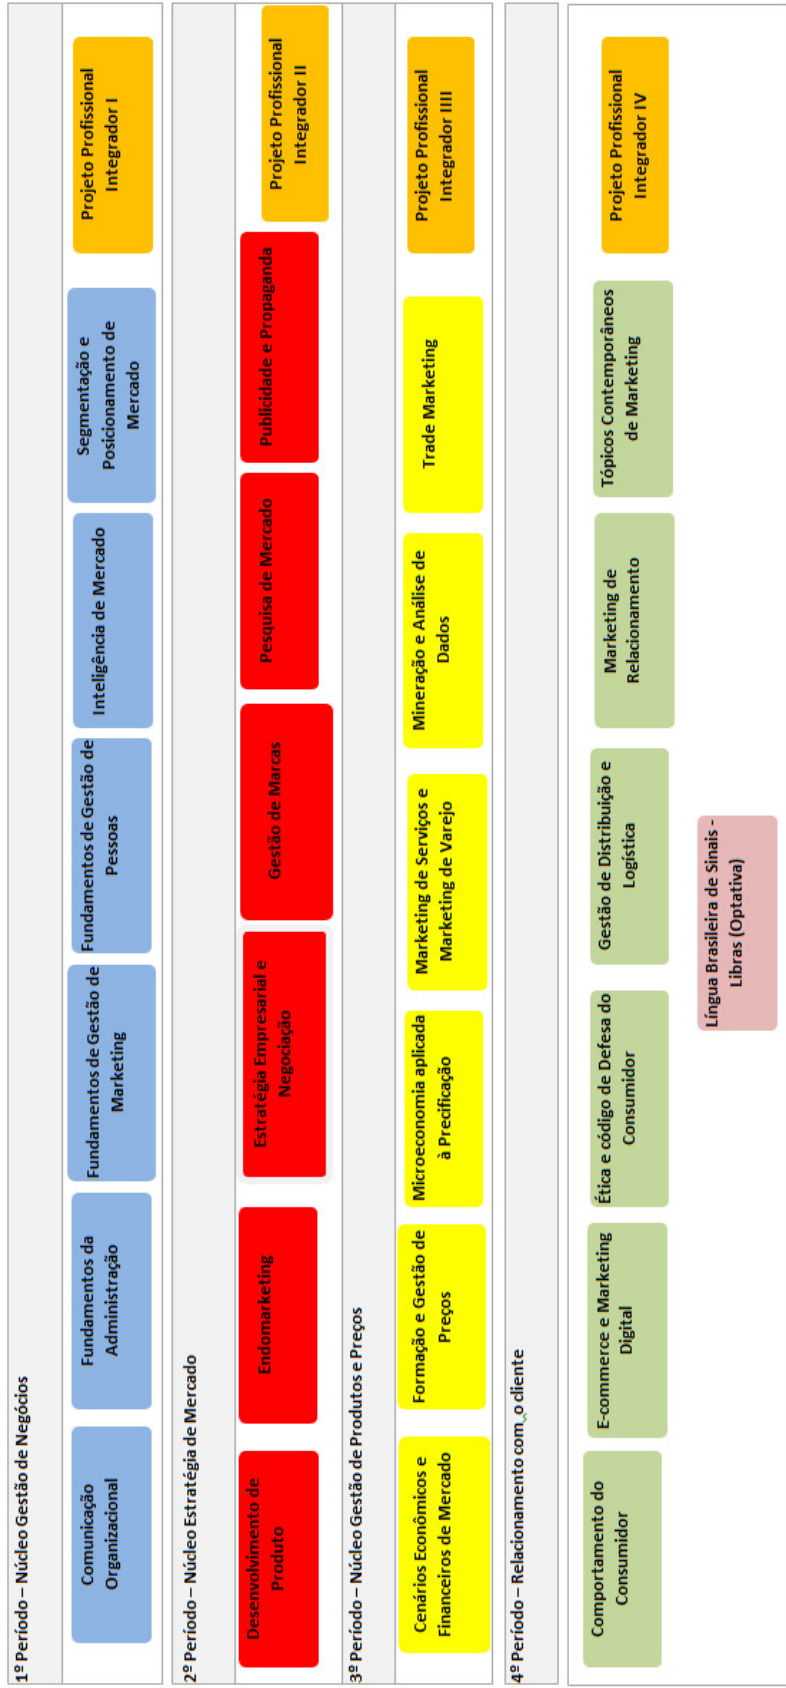 1º Período – Núcleo Gestão de Negócios
Comunicação
Organizacional
Fundamentos da
Administração
Fundamentos de Gestão de
Marketing
Fundamentos de Gestão de
Pessoas
Inteligência de Mercado
Segmentação e
Posicionamento de
Mercado
Projeto Profissional
Integrador I
2º Período – Núcleo Estratégia de Mercado
Desenvolvimento de
Produto
Endomarketing
Estratégia Empresarial e
Negociação
Gestão de Marcas
Pesquisa de Mercado
Publicidade e Propaganda
Projeto Profissional
Integrador II
3º Período – Núcleo Gestão de Produtos e Preços
Cenários Econômicos e
Financeiros de Mercado
Formação e Gestão de
Preços
Microeconomia aplicada
à Precificação
Marketing de Serviços e
Marketing de Varejo
Mineração e Análise de
Dados
Trade Marketing
Projeto Profissional
Integrador IIII
4º Período – Relacionamento com o cliente
Comportamento do
Consumidor
E-commerce e Marketing
Digital
Ética e código de Defesa do
Consumidor
Gestão de Distribuição e
Logística
Marketing de
Relacionamento
Tópicos Contemporâneos
de Marketing
Projeto Profissional
Integrador IV
Língua Brasileira de Sinais -
Libras (Optativa)